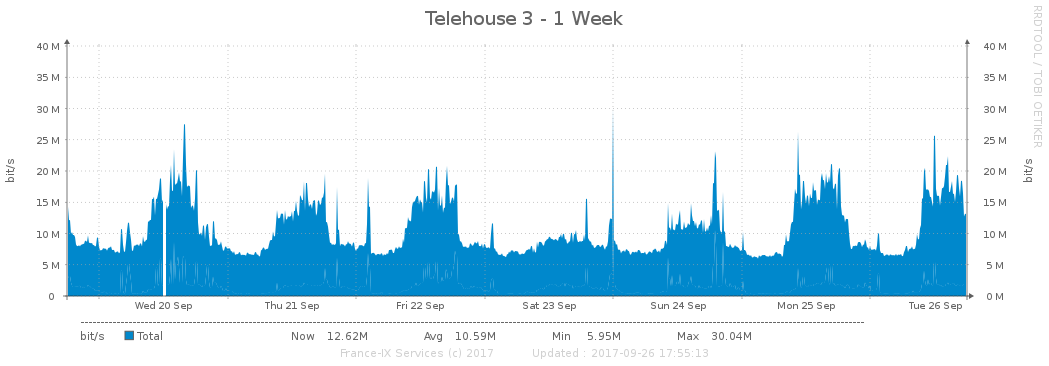 Telehouse 3 - 1 Week
RRDTOOL / TOBI OETIKER
40 M 40 M
35 M 35 M
30 M 30 M
25 M 25 M
20 M 20 M
15 M 15 M
10 M 10 M
5 M 5 M
0 0 M
bit/s bit/s
Wed 20 Sep Thu 21 Sep Fri 22 Sep Sat 23 Sep Sun 24 Sep Mon 25 Sep Tue 26 Sep
bit/s Total Now 12.62M Avg 10.59M Min 5.95M Max 30.04M
France-IX Services (c) 2017 Updated : 2017-09-26 17:55:13